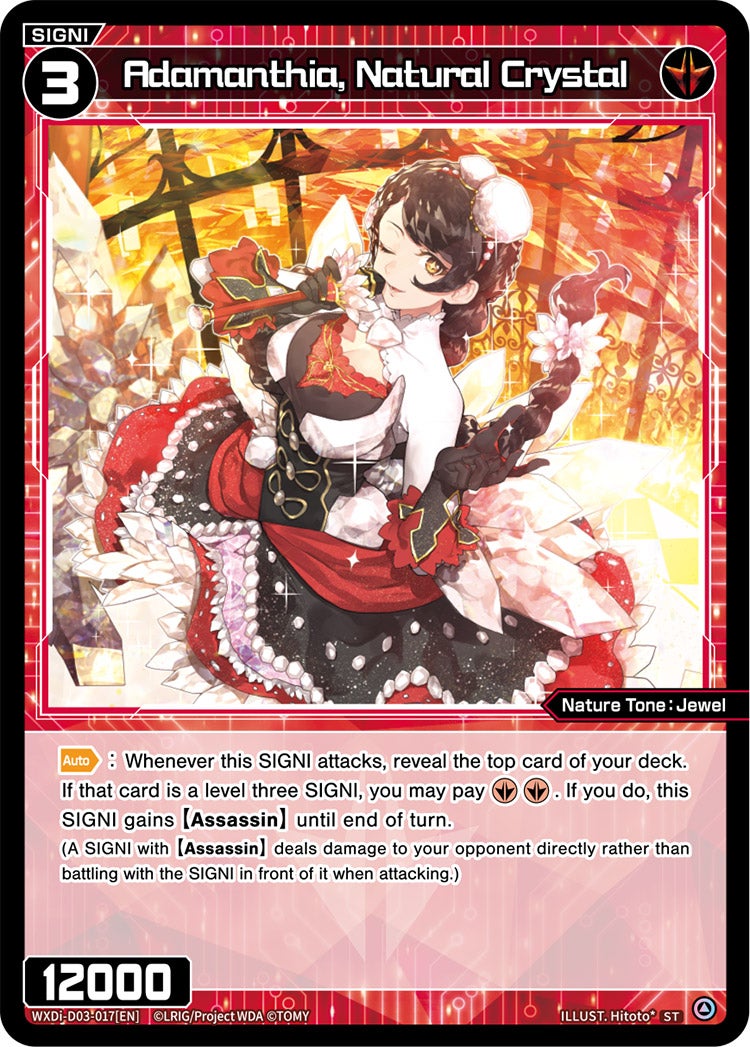 SIGNI
3
Adamanthia, Natural Crystal
Nature Tone：Jewel
Auto：Whenever this SIGNI attacks, reveal the top card of your deck.
If that card is a level three SIGNI, you may pay . If you do, this
SIGNI gains【Assassin】until end of turn.
(A SIGNI with【Assassin】deals damage to your opponent directly rather than
battling with the SIGNI in front of it when attacking.)
12000
WXDi-D03-017[EN] ©LRIG/Project WDA ©TOMY ILLUST. Hitoto* ST